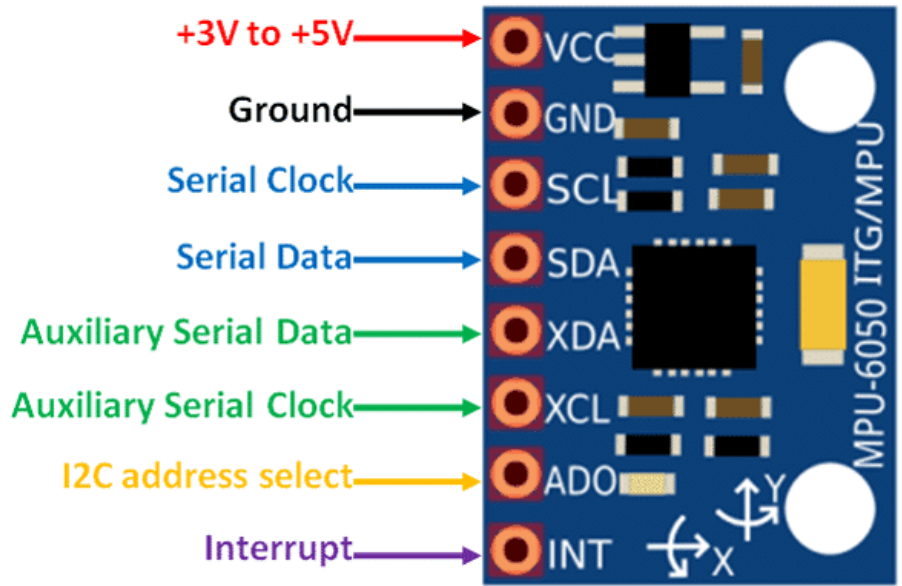 +3V to +5V
VCC
Ground
GND
Serial Clock
SCL
Serial Data
SDA
Auxiliary Serial Data
XDA
Auxiliary Serial Clock
XCL
I2C address select
ADO
Interrupt
INT
X
Y
MPU-6050 ITG/MPU